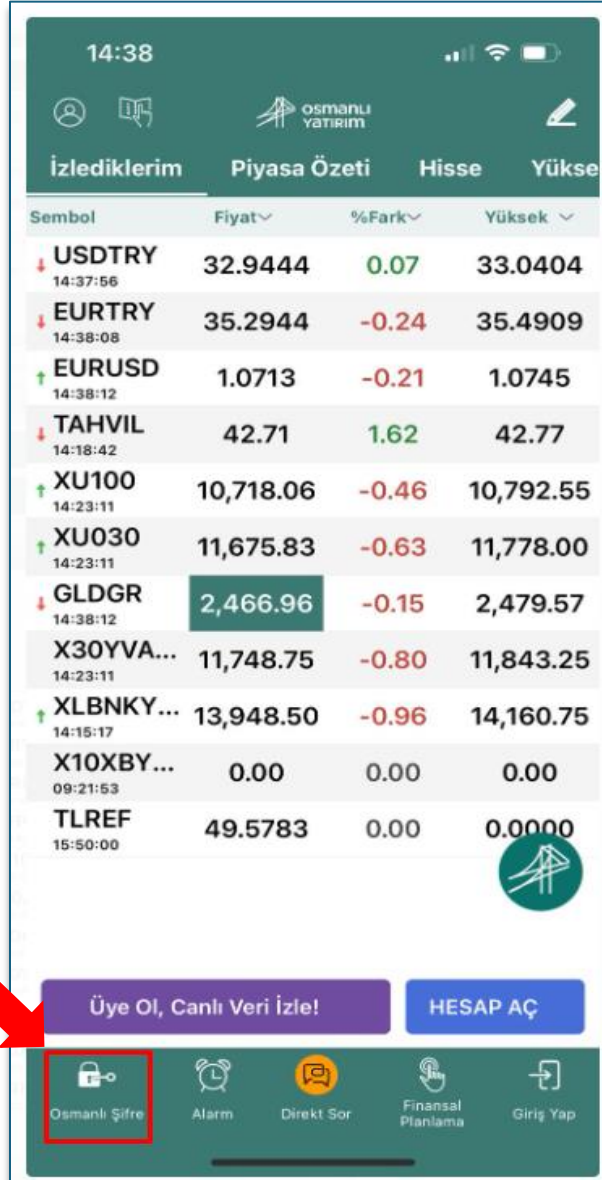 14:38
osmanlı
yatırım
İzlediklerim Piyasa Özeti Hisse Yükse
Sembol Fiyat %Fark Yüksek
USDTRY 32.9444 0.07 33.0404
14:37:56
EURTRY 35.2944 -0.24 35.4909
14:38:08
EURUSD 1.0713 -0.21 1.0745
14:38:12
TAHVIL 42.71 1.62 42.77
14:18:42
XU100 10,718.06 -0.46 10,792.55
14:23:11
XU030 11,675.83 -0.63 11,778.00
14:23:11
GLDGR 2,466.96 -0.15 2,479.57
14:38:12
X30YVA... 11,748.75 -0.80 11,843.25
14:23:11
XLBNKY... 13,948.50 -0.96 14,160.75
14:15:17
X10XBY... 0.00 0.00 0.00
09:21:53
TLREF 49.5783 0.00 0.0000
15:50:00
Üye Ol, Canlı Veri İzle! HESAP AÇ
Osmanlı Şifre Alarm Direkt Sor Finansal Planlama Giriş Yap